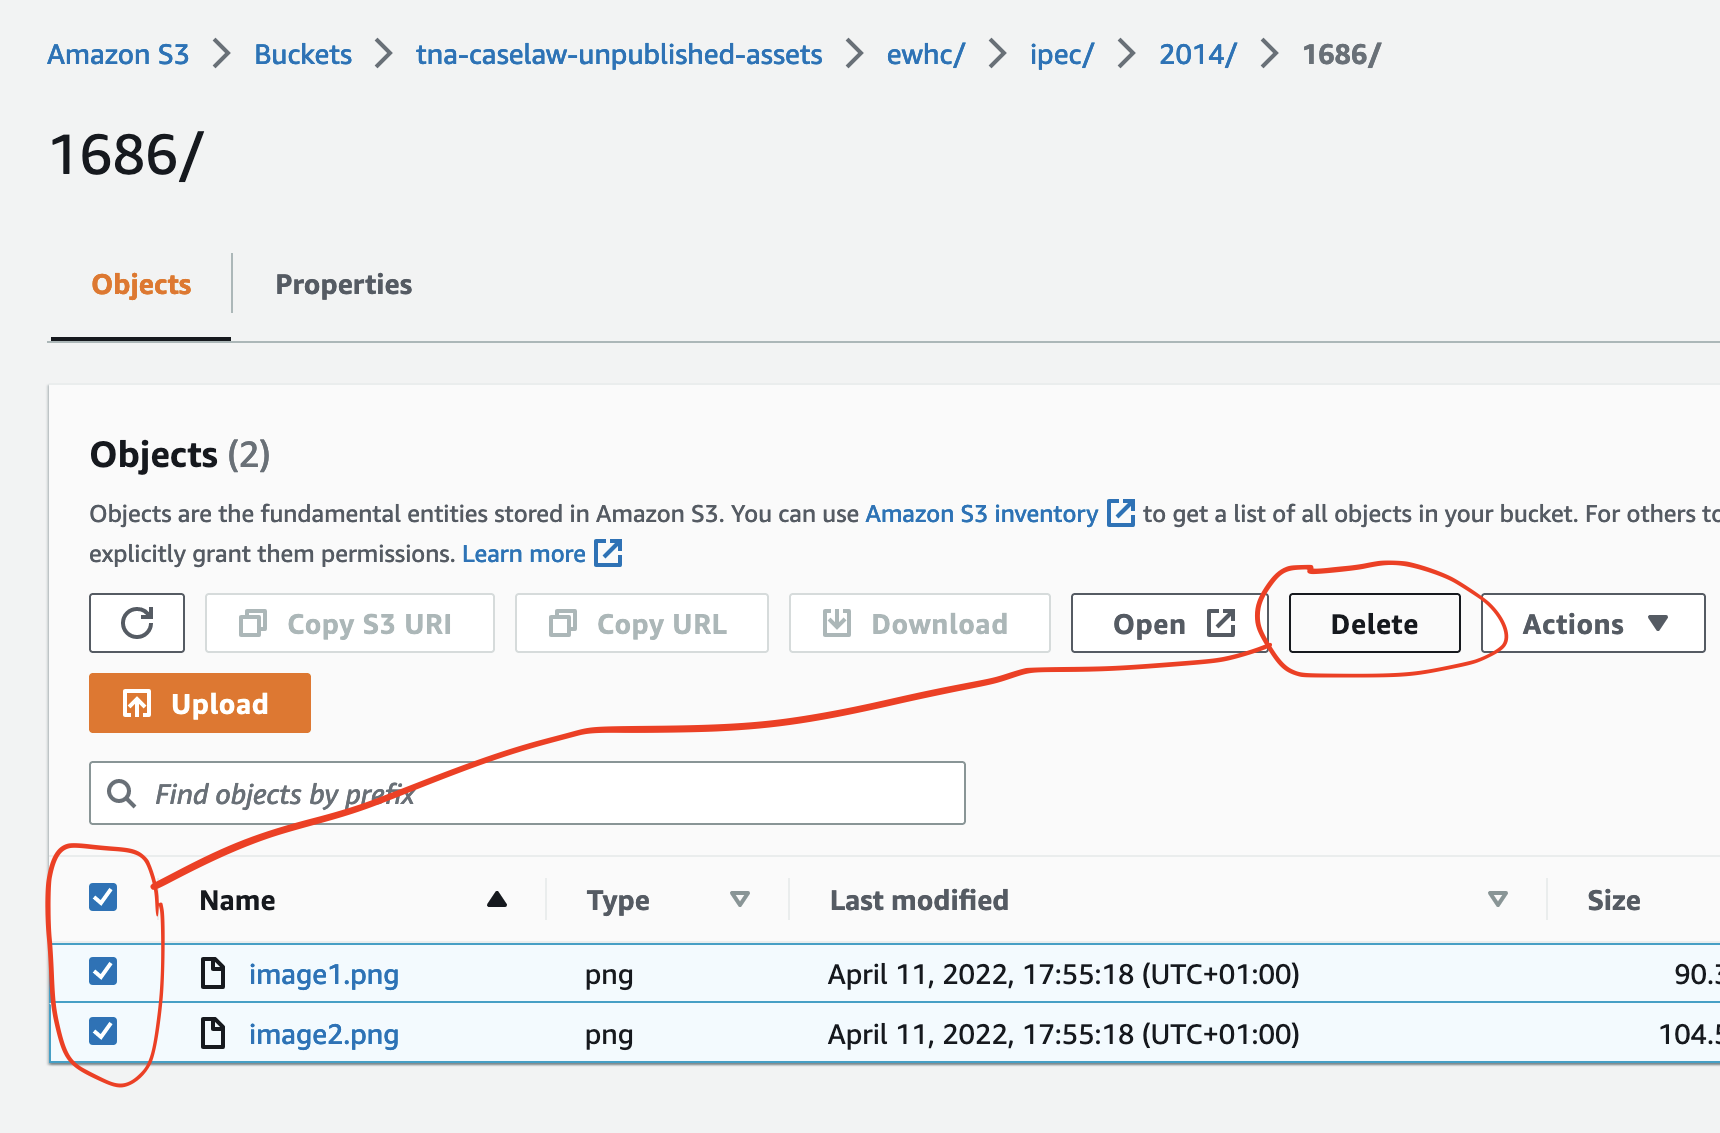 Amazon S3 > Buckets > tna-caselaw-unpublished-assets > ewhc/ > ipec/ > 2014/ > 1686/
1686/
Objects Properties
Objects (2)
Objects are the fundamental entities stored in Amazon S3. You can use Amazon S3 inventory to get a list of all objects in your bucket. For others to
explicitly grant them permissions. Learn more
Copy S3 URI Copy URL Download Open Delete Actions
Upload
Find objects by prefix
Name Type Last modified Size
image1.png png April 11, 2022, 17:55:18 (UTC+01:00) 90.3
image2.png png April 11, 2022, 17:55:18 (UTC+01:00) 104.5